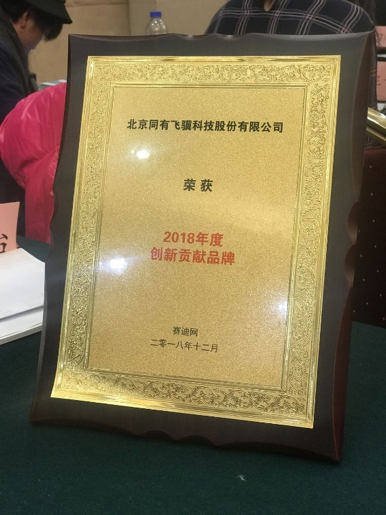 北京同有飞骥科技股份有限公司
荣获
2018年度
创新贡献品牌
赛迪网
二零一八年十二月